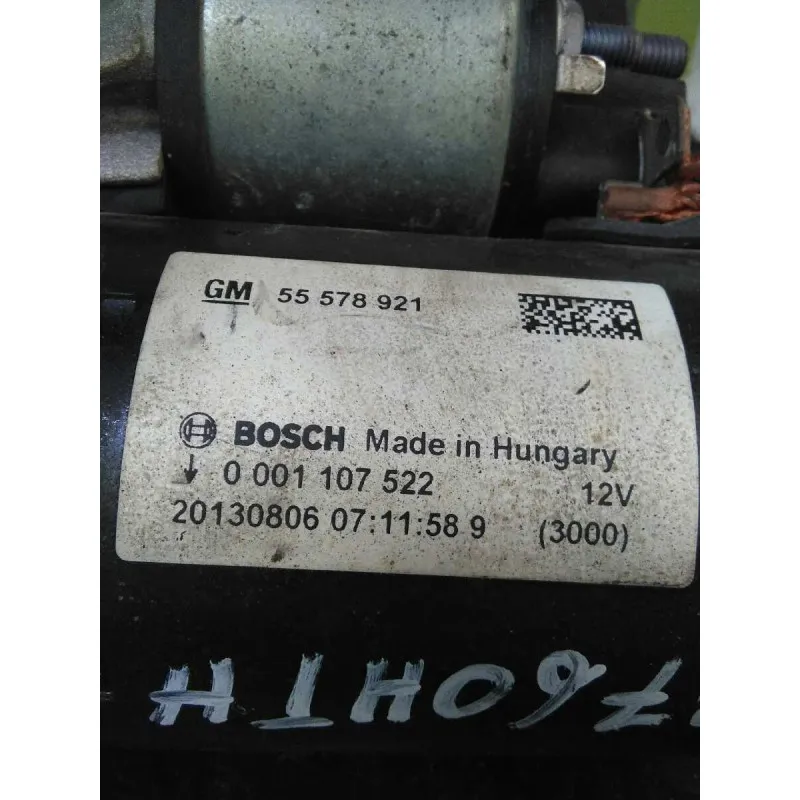 GM 55 578 921
BOSCH Made in Hungary
0 001 107 522 12V
20130806 07:11:58 9 (3000)